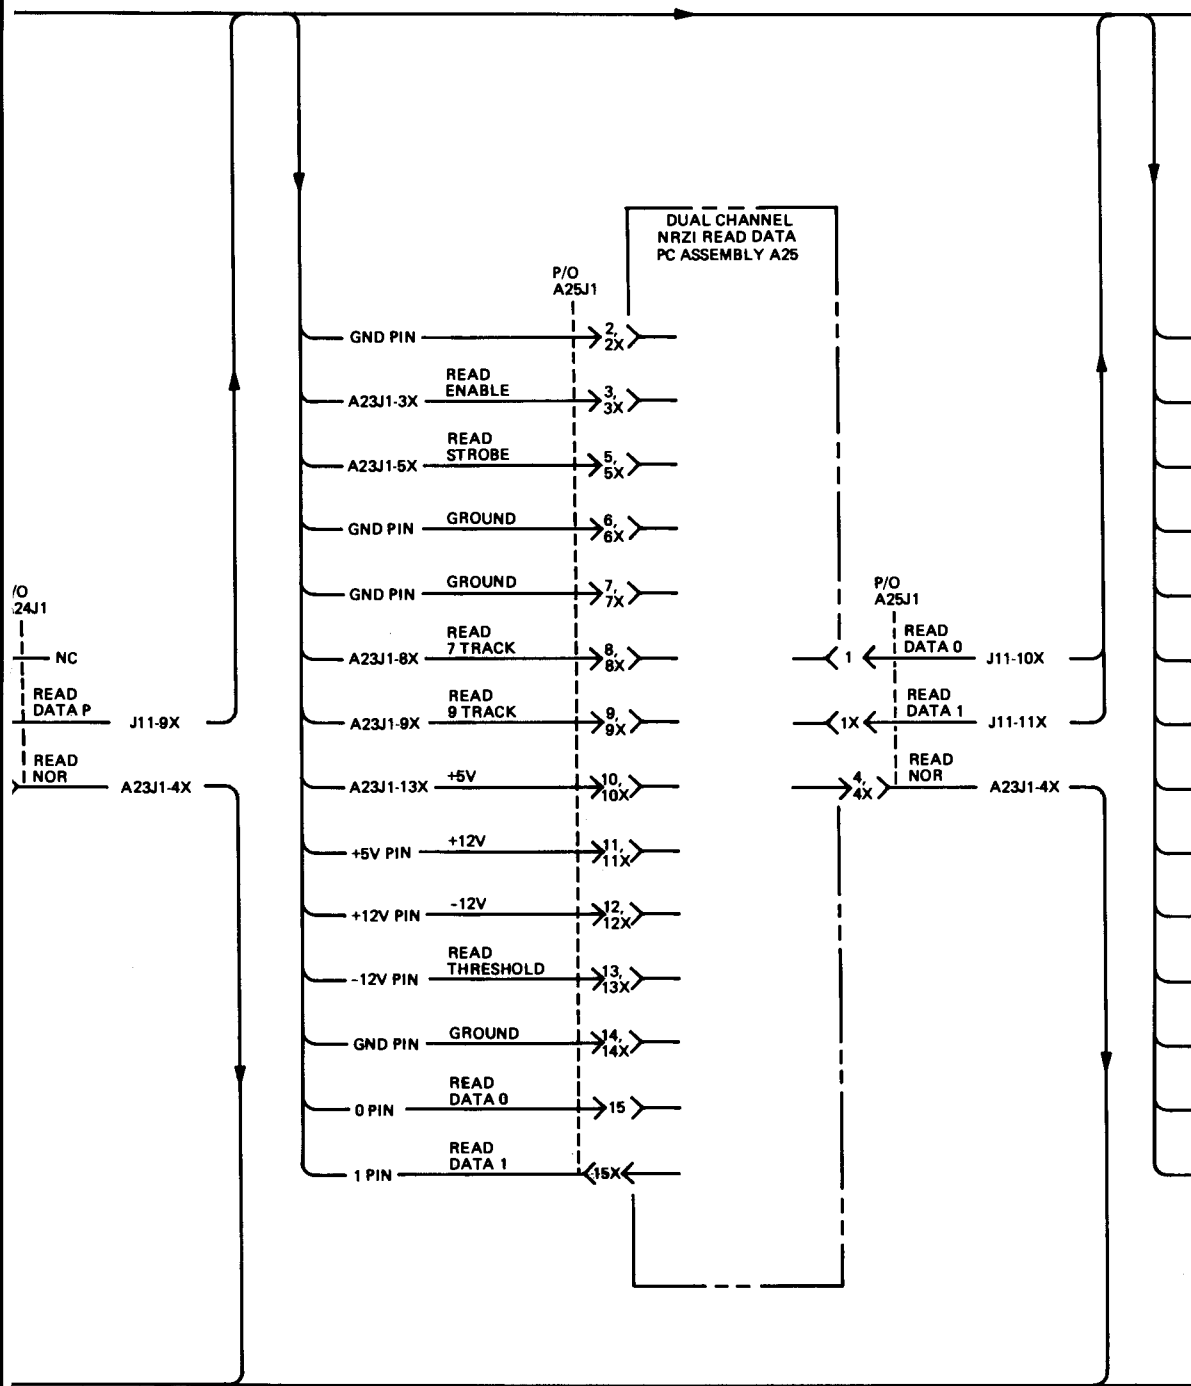 DUAL CHANNEL
NRZI READ DATA
PC ASSEMBLY A25
P/O
A25J1
GND PIN
2,
2X
A23J1-3X
READ
ENABLE
3,
3X
A23J1-5X
READ
STROBE
5,
5X
GND PIN
GROUND
6,
6X
GND PIN
GROUND
7,
7X
A23J1-8X
READ
7 TRACK
8,
8X
A23J1-9X
READ
9 TRACK
9,
9X
A23J1-13X
+5V
10,
10X
+5V PIN
+12V
11,
11X
+12V PIN
-12V
12,
12X
-12V PIN
READ
THRESHOLD
13,
13X
GND PIN
GROUND
14,
14X
0 PIN
READ
DATA 0
15
1 PIN
READ
DATA 1
15X
/O
24J1
NC
READ
DATA P
J11-9X
READ
NOR
A23J1-4X
P/O
A25J1
1
READ
DATA 0
J11-10X
1X
READ
DATA 1
J11-11X
4,
4X
READ
NOR
A23J1-4X